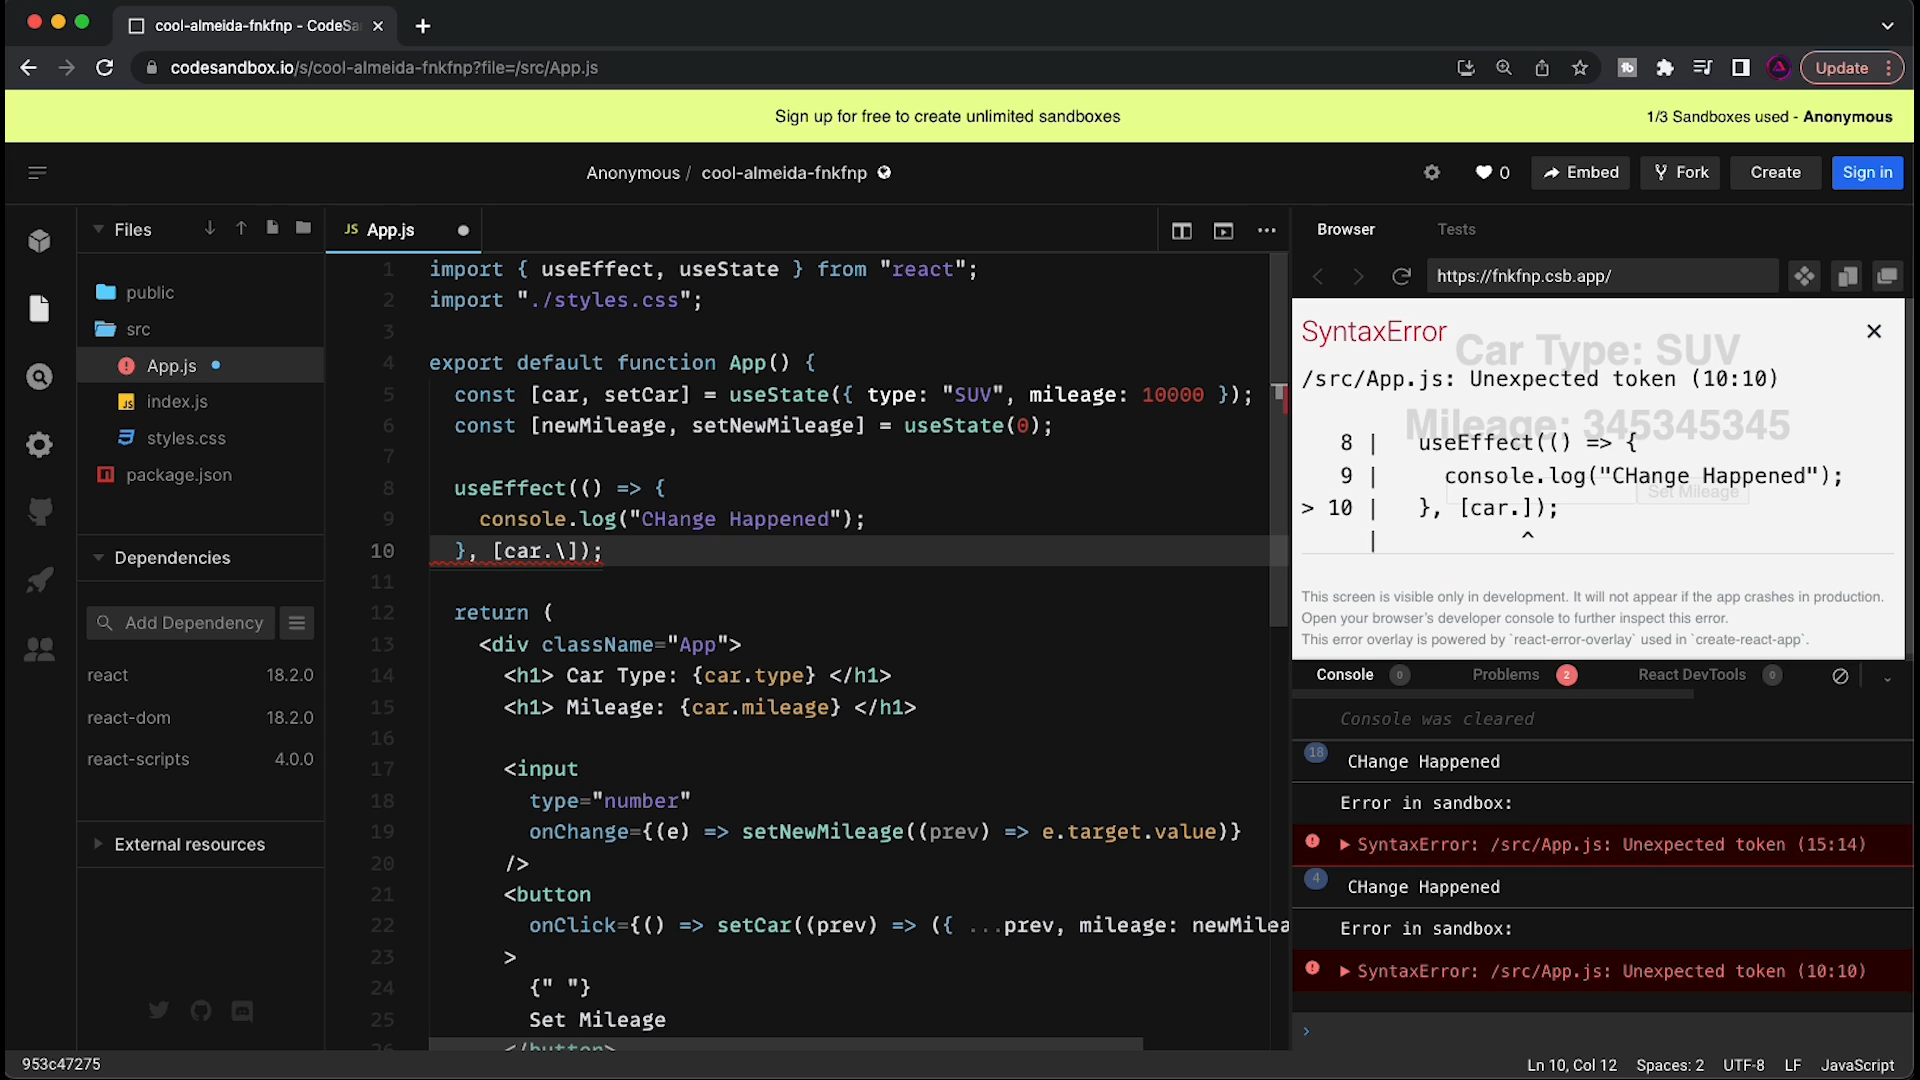 cool-almeida-fnkfnp - CodeSa
codesandbox.io/s/cool-almeida-fnkfnp?file=/src/App.js
Update
Sign up for free to create unlimited sandboxes
1/3 Sandboxes used - Anonymous
Anonymous / cool-almeida-fnkfnp
0
Embed
Fork
Create
Sign in
Files
public
src
App.js
index.js
styles.css
package.json
Dependencies
Add Dependency
react 18.2.0
react-dom 18.2.0
react-scripts 4.0.0
External resources
JS App.js
1 import { useEffect, useState } from "react";
2 import "./styles.css";
3
4 export default function App() {
5 const [car, setCar] = useState({ type: "SUV", mileage: 10000 });
6 const [newMileage, setNewMileage] = useState(0);
7
8 useEffect(() => {
9 console.log("CHange Happened");
10 }, [car.\]);
11
12 return (
13 <div className="App">
14 <h1> Car Type: {car.type} </h1>
15 <h1> Mileage: {car.mileage} </h1>
16
17 <input
18 type="number"
19 onChange={(e) => setNewMileage((prev) => e.target.value)}
20 />
21 <button
22 onClick={() => setCar((prev) => ({ ...prev, mileage: newMilea
23 >
24 {" "}
25 Set Mileage
26 </button>
Browser
Tests
https://fnkfnp.csb.app/
SyntaxError
Car Type: SUV
/src/App.js: Unexpected token (10:10)
Mileage: 345345345
8 | useEffect(() => {
9 | console.log("CHange Happened");
Set Mileage
> 10 | }, [car.]);
| ^
This screen is visible only in development. It will not appear if the app crashes in production.
Open your browser's developer console to further inspect this error.
This error overlay is powered by `react-error-overlay` used in `create-react-app`.
Console 0
Problems 2
React DevTools 0
Console was cleared
18 CHange Happened
Error in sandbox:
SyntaxError: /src/App.js: Unexpected token (15:14)
4 CHange Happened
Error in sandbox:
SyntaxError: /src/App.js: Unexpected token (10:10)
953c47275
Ln 10, Col 12
Spaces: 2
UTF-8
LF
JavaScript